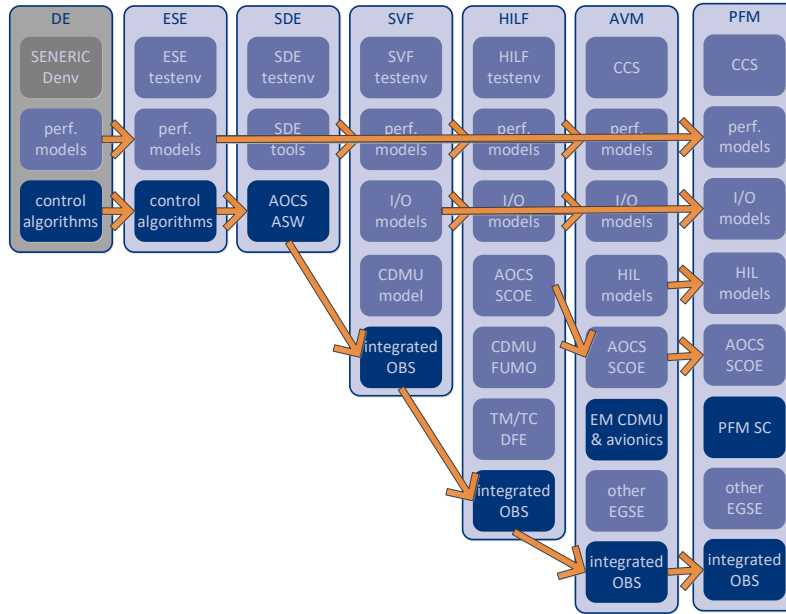 DE
SENERIC
Denv
perf.
models
control
algorithms
ESE
ESE
testenv
perf.
models
control
algorithms
SDE
SDE
testenv
SDE
tools
AOCS
ASW
SVF
SVF
testenv
perf.
models
I/O
models
CDMU
model
integrated
OBS
HILF
HILF
testenv
perf.
models
I/O
models
AOCS
SCOE
CDMU
FUMO
TM/TC
DFE
integrated
OBS
AVM
CCS
perf.
models
I/O
models
HIL
models
AOCS
SCOE
EM CDMU
& avionics
other
EGSE
integrated
OBS
PFM
CCS
perf.
models
I/O
models
HIL
models
AOCS
SCOE
PFM SC
other
EGSE
integrated
OBS